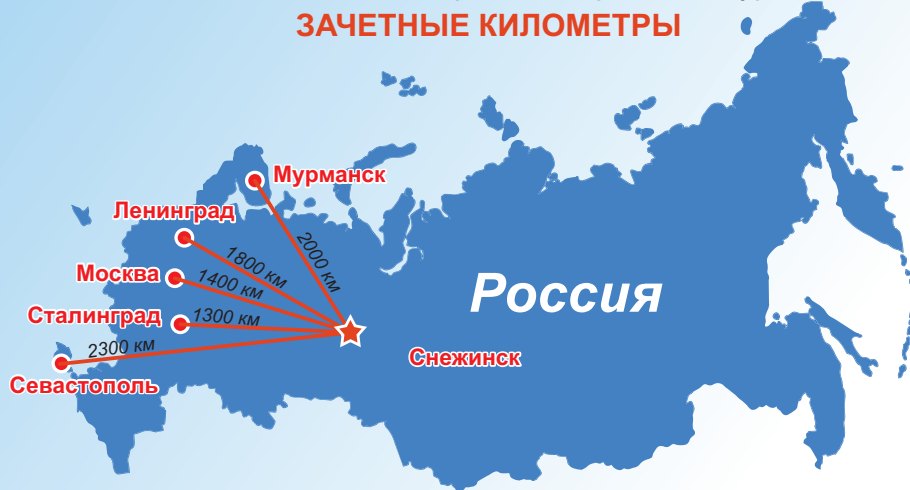 ЗАЧЕТНЫЕ КИЛОМЕТРЫ
Мурманск
Ленинград
2000 км
1800 км
Москва
1400 км
Россия
Сталинград
1300 км
2300 км
Снежинск
Севастополь